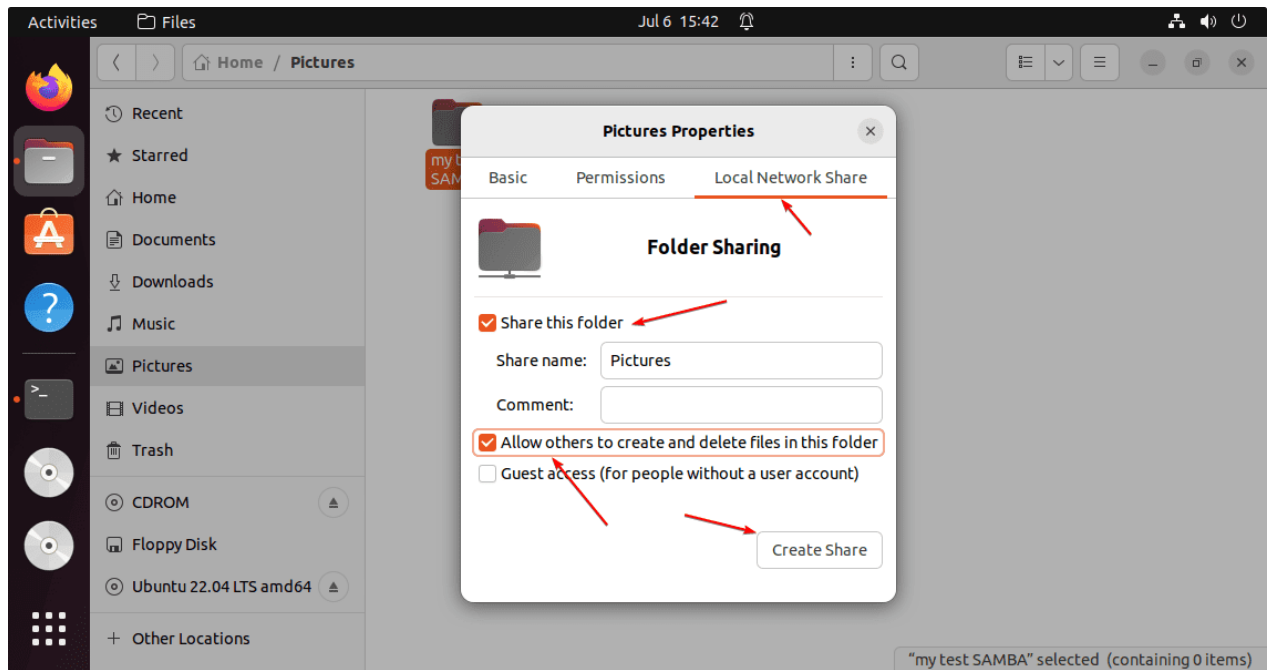 Activities
Files
Jul 6 15:42
Home / Pictures
Recent
Starred
Home
Documents
Downloads
Music
Pictures
Videos
Trash
CDROM
Floppy Disk
Ubuntu 22.04 LTS amd64
+ Other Locations
my
Pictures Properties
Basic
Permissions
Local Network Share
Folder Sharing
Share this folder
Share name: Pictures
Comment:
Allow others to create and delete files in this folder
Guest access (for people without a user account)
Create Share
"my test SAMBA" selected (containing 0 items)